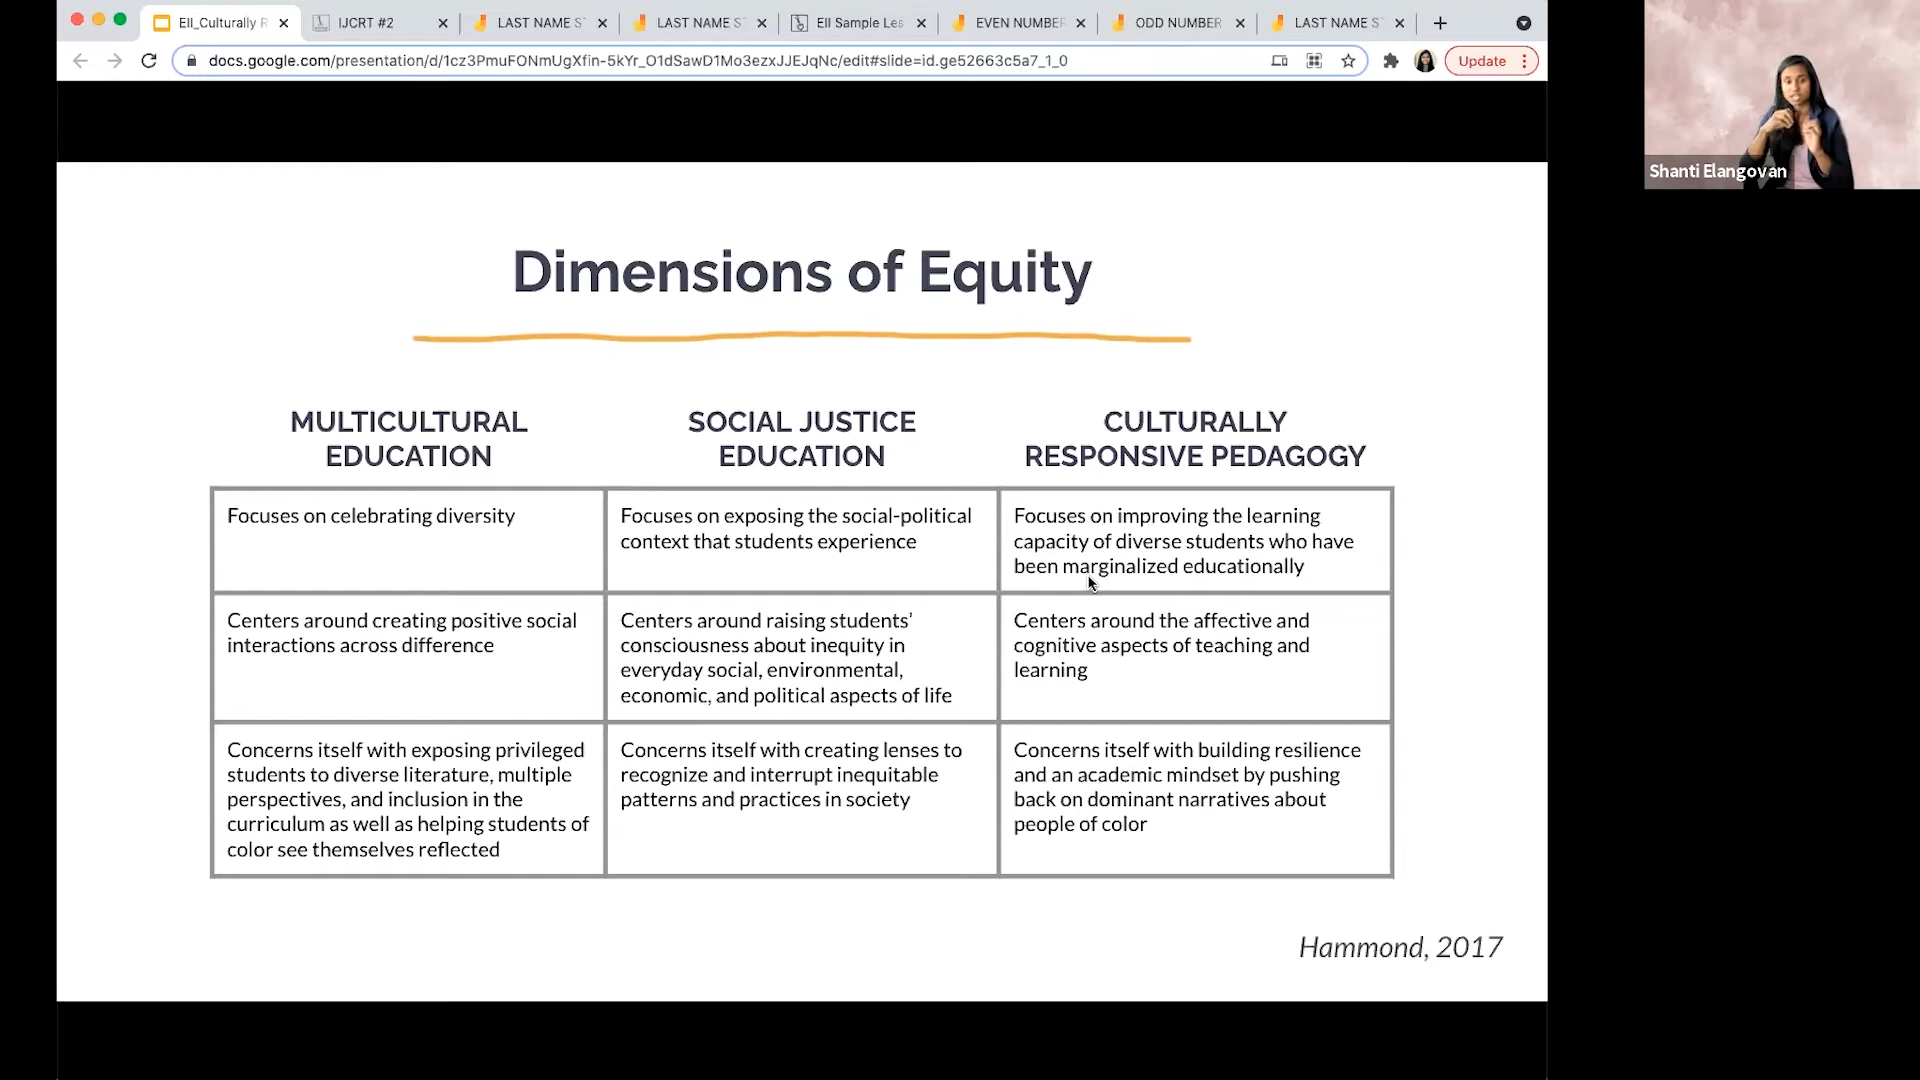 EII_Culturally R
IJCRT #2
LAST NAME S
LAST NAME S
EII Sample Les
EVEN NUMBER
ODD NUMBER
LAST NAME S
docs.google.com/presentation/d/1cz3PmuFONmUgXfin-5kYr_O1dSawD1Mo3ezxJJEJqNc/edit#slide=id.ge52663c5a7_1_0
Update
Shanti Elangovan
Dimensions of Equity
MULTICULTURAL
EDUCATION
Focuses on celebrating diversity
Centers around creating positive social
interactions across difference
Concerns itself with exposing privileged
students to diverse literature, multiple
perspectives, and inclusion in the
curriculum as well as helping students of
color see themselves reflected
SOCIAL JUSTICE
EDUCATION
Focuses on exposing the social-political
context that students experience
Centers around raising students’
consciousness about inequity in
everyday social, environmental,
economic, and political aspects of life
Concerns itself with creating lenses to
recognize and interrupt inequitable
patterns and practices in society
CULTURALLY
RESPONSIVE PEDAGOGY
Focuses on improving the learning
capacity of diverse students who have
been marginalized educationally
Centers around the affective and
cognitive aspects of teaching and
learning
Concerns itself with building resilience
and an academic mindset by pushing
back on dominant narratives about
people of color
Hammond, 2017